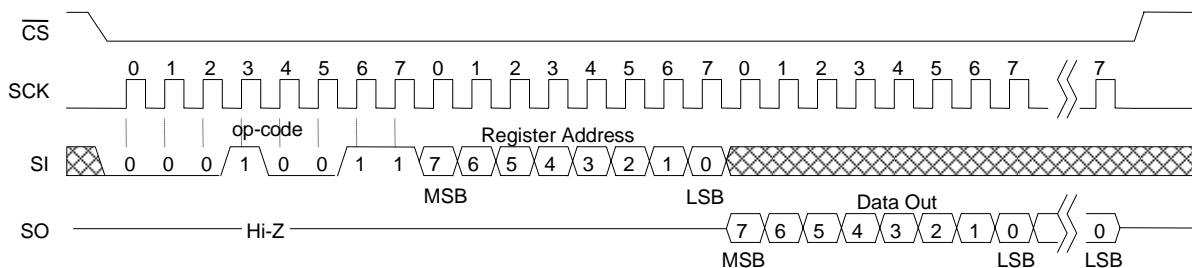 CS
0 1 2 3 4 5 6 7 0 1 2 3 4 5 6 7 0 1 2 3 4 5 6 7 7
SCK
op-code Register Address
SI 0 0 0 1 0 0 1 1 7 6 5 4 3 2 1 0
MSB LSB Data Out
SO Hi-Z 7 6 5 4 3 2 1 0 0
MSB LSB LSB